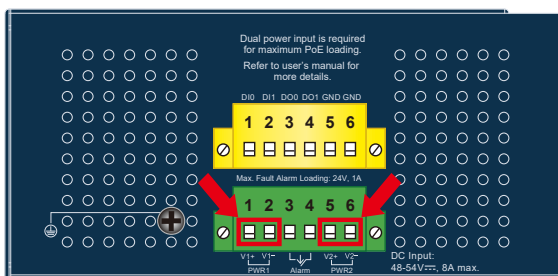 Dual power input is required
for maximum PoE loading.
Refer to user's manual for
more details.
DI0 DI1 DO0 DO1 GND GND
1 2 3 4 5 6
Max. Fault Alarm Loading: 24V, 1A
1 2 3 4 5 6
V1+ V1- V2+ V2-
PWR1 Alarm PWR2
DC Input:
48-54V⎓, 8A max.